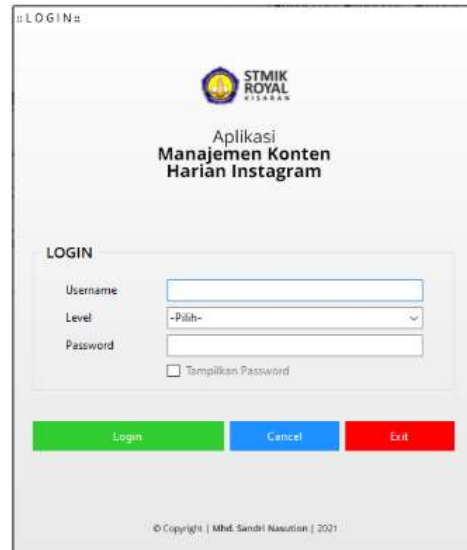 :: L O G I N ::
STMIK
ROYAL
KISARAN
Aplikasi
Manajemen Konten
Harian Instagram
LOGIN
Username
Level
-Pilih-
Password
Tampilkan Password
Login
Cancel
Exit
© Copyright | Mhd. Sandri Nasution | 2021